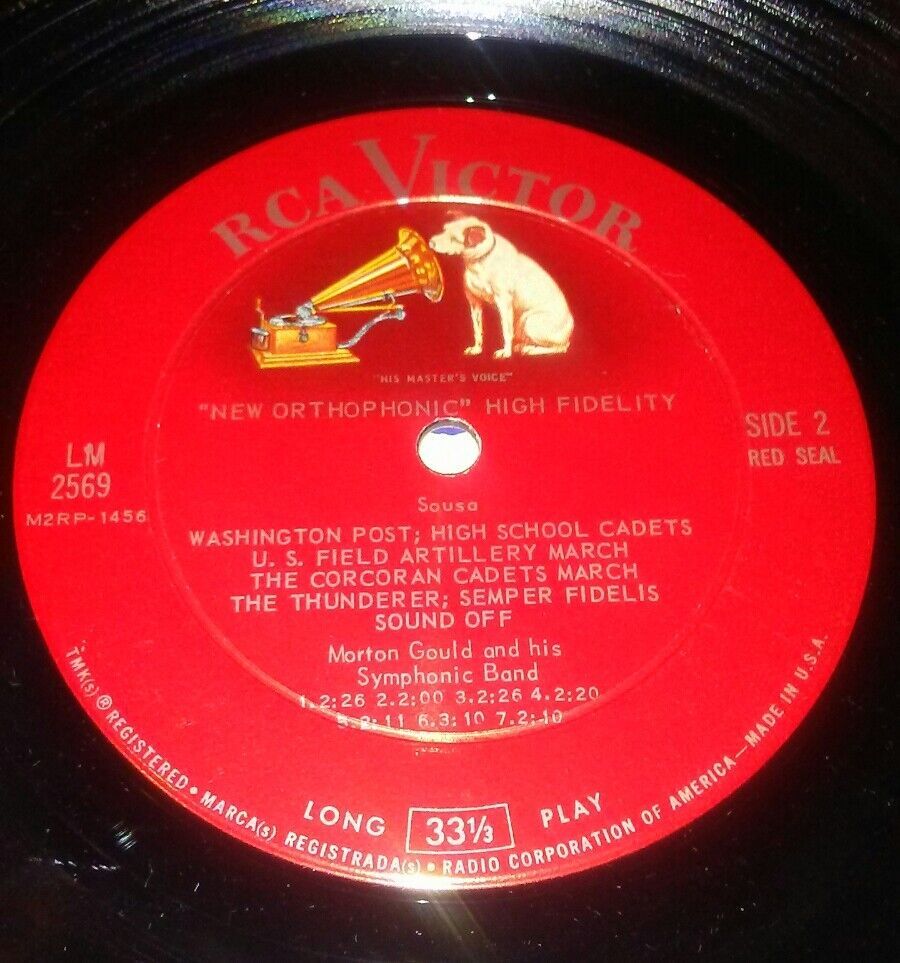 RCA VICTOR
"HIS MASTER'S VOICE"
"NEW ORTHOPHONIC" HIGH FIDELITY
LM
2569
M2RP-1456
SIDE 2
RED SEAL
Sousa
WASHINGTON POST; HIGH SCHOOL CADETS
U. S. FIELD ARTILLERY MARCH
THE CORCORAN CADETS MARCH
THE THUNDERER; SEMPER FIDELIS
SOUND OFF
Morton Gould and his
Symphonic Band
1. 2:26 2. 2:00 3. 2:26 4. 2:20
5. 2:11 6. 3:10 7. 2:10
LONG 33⅓ PLAY
TMK(s) ® REGISTERED • MARCA(s) REGISTRADA(s) • RADIO CORPORATION OF AMERICA—MADE IN U.S.A.